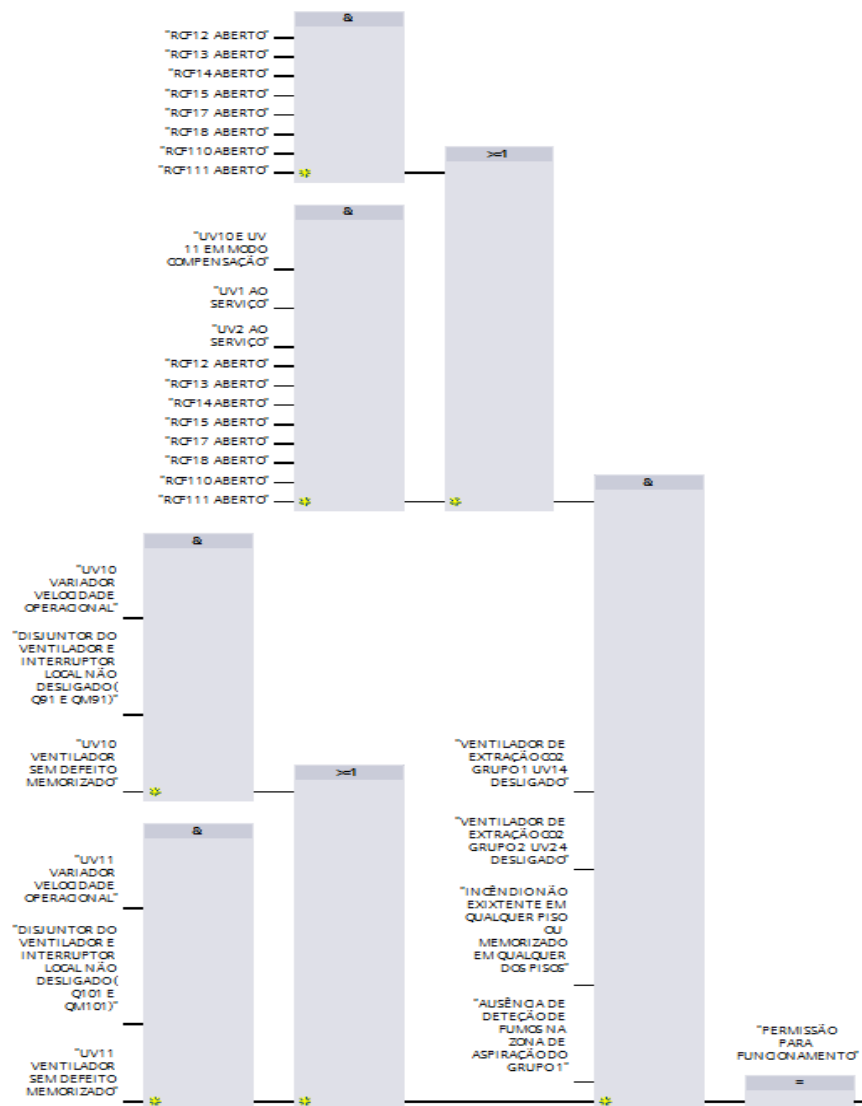 &
"RCF12 ABERTO"
"RCF13 ABERTO"
"RCF14 ABERTO"
"RCF15 ABERTO"
"RCF17 ABERTO"
"RCF18 ABERTO"
"RCF110 ABERTO"
"RCF111 ABERTO"
>=1
&
"UV10 E UV
11 EM MODO
COMPENSAÇÃO"
"UV1 AO
SERVIÇO"
"UV2 AO
SERVIÇO"
"RCF12 ABERTO"
"RCF13 ABERTO"
"RCF14 ABERTO"
"RCF15 ABERTO"
"RCF17 ABERTO"
"RCF18 ABERTO"
"RCF110 ABERTO"
"RCF111 ABERTO"
&
&
"UV10
VARIADOR
VELOCIDADE
OPERACIONAL"
"DISJUNTOR DO
VENTILADOR E
INTERRUPTOR
LOCAL NÃO
DESLIGADO (
Q91 E QM91)"
"UV10
VENTILADOR
SEM DEFEITO
MEMORIZADO"
>=1
&
"UV11
VARIADOR
VELOCIDADE
OPERACIONAL"
"DISJUNTOR DO
VENTILADOR E
INTERRUPTOR
LOCAL NÃO
DESLIGADO (
Q101 E
QM101)"
"UV11
VENTILADOR
SEM DEFEITO
MEMORIZADO"
"VENTILADOR DE
EXTRAÇÃO CO2
GRUPO 1 UV14
DESLIGADO"
"VENTILADOR DE
EXTRAÇÃO CO2
GRUPO 2 UV24
DESLIGADO"
"INCÊNDIO NÃO
EXIXTENTE EM
QUALQUER PISO
OU
MEMORIZADO
EM QUALQUER
DOS PISOS"
"AUSÊNCIA DE
DETEÇÃO DE
FUMOS NA
ZONA DE
ASPIRAÇÃO DO
GRUPO 1"
"PERMISSÃO
PARA
FUNCIONAMENTO"
=